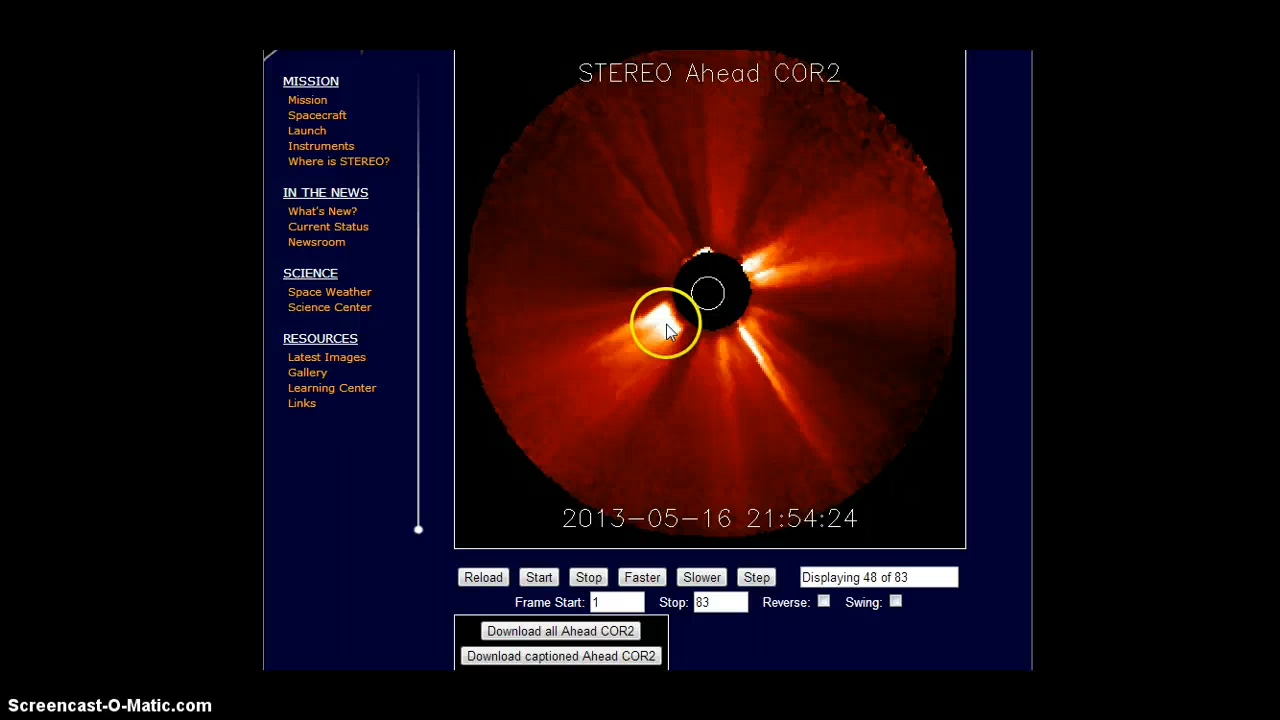 MISSION
Mission
Spacecraft
Launch
Instruments
Where is STEREO?
IN THE NEWS
What's New?
Current Status
Newsroom
SCIENCE
Space Weather
Science Center
RESOURCES
Latest Images
Gallery
Learning Center
Links
STEREO Ahead COR2
2013-05-16 21:54:24
Reload Start Stop Faster Slower Step Displaying 48 of 83
Frame Start: 1 Stop: 83 Reverse: Swing:
Download all Ahead COR2
Download captioned Ahead COR2
Screencast-O-Matic.com